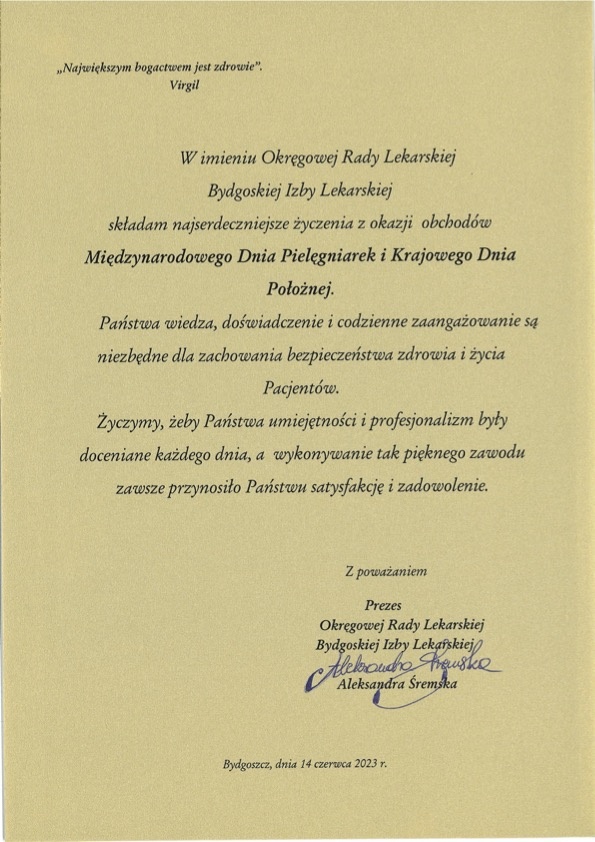 „Największym bogactwem jest zdrowie”.
Virgil
W imieniu Okręgowej Rady Lekarskiej
Bydgoskiej Izby Lekarskiej
składam najserdeczniejsze życzenia z okazji obchodów
Międzynarodowego Dnia Pielęgniarek i Krajowego Dnia
Położnej.
Państwa wiedza, doświadczenie i codzienne zaangażowanie są
niezbędne dla zachowania bezpieczeństwa zdrowia i życia
Pacjentów.
Życzymy, żeby Państwa umiejętności i profesjonalizm były
doceniane każdego dnia, a wykonywanie tak pięknego zawodu
zawsze przynosiło Państwu satysfakcję i zadowolenie.
Z poważaniem
Prezes
Okręgowej Rady Lekarskiej
Bydgoskiej Izby Lekarskiej
Aleksandra Śremska
Aleksandra Śremska
Bydgoszcz, dnia 14 czerwca 2023 r.